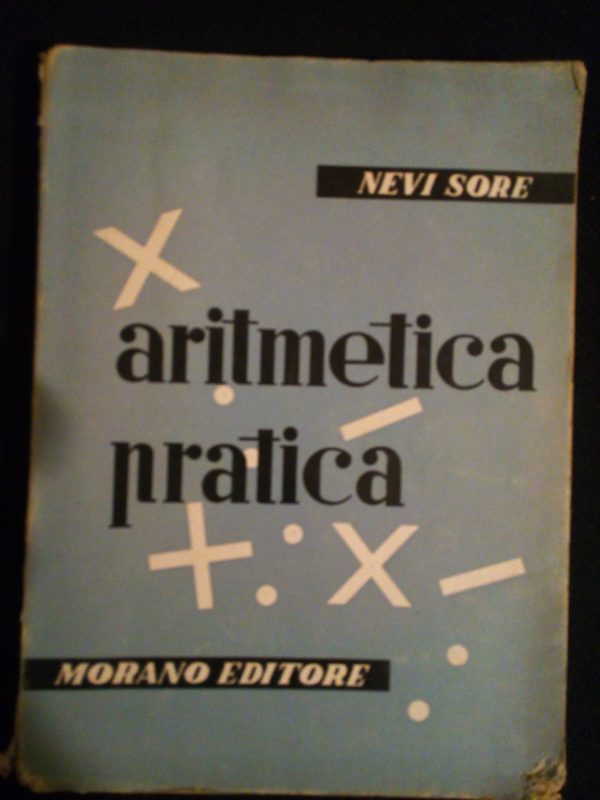 NEVI SORE
aritmetica
pratica
MORANO EDITORE